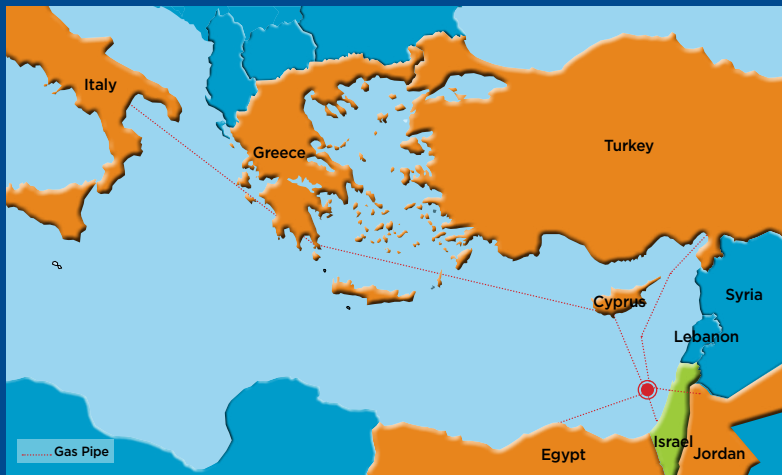 Italy
Greece
Turkey
Cyprus
Syria
Lebanon
Israel
Egypt
Jordan
Gas Pipe